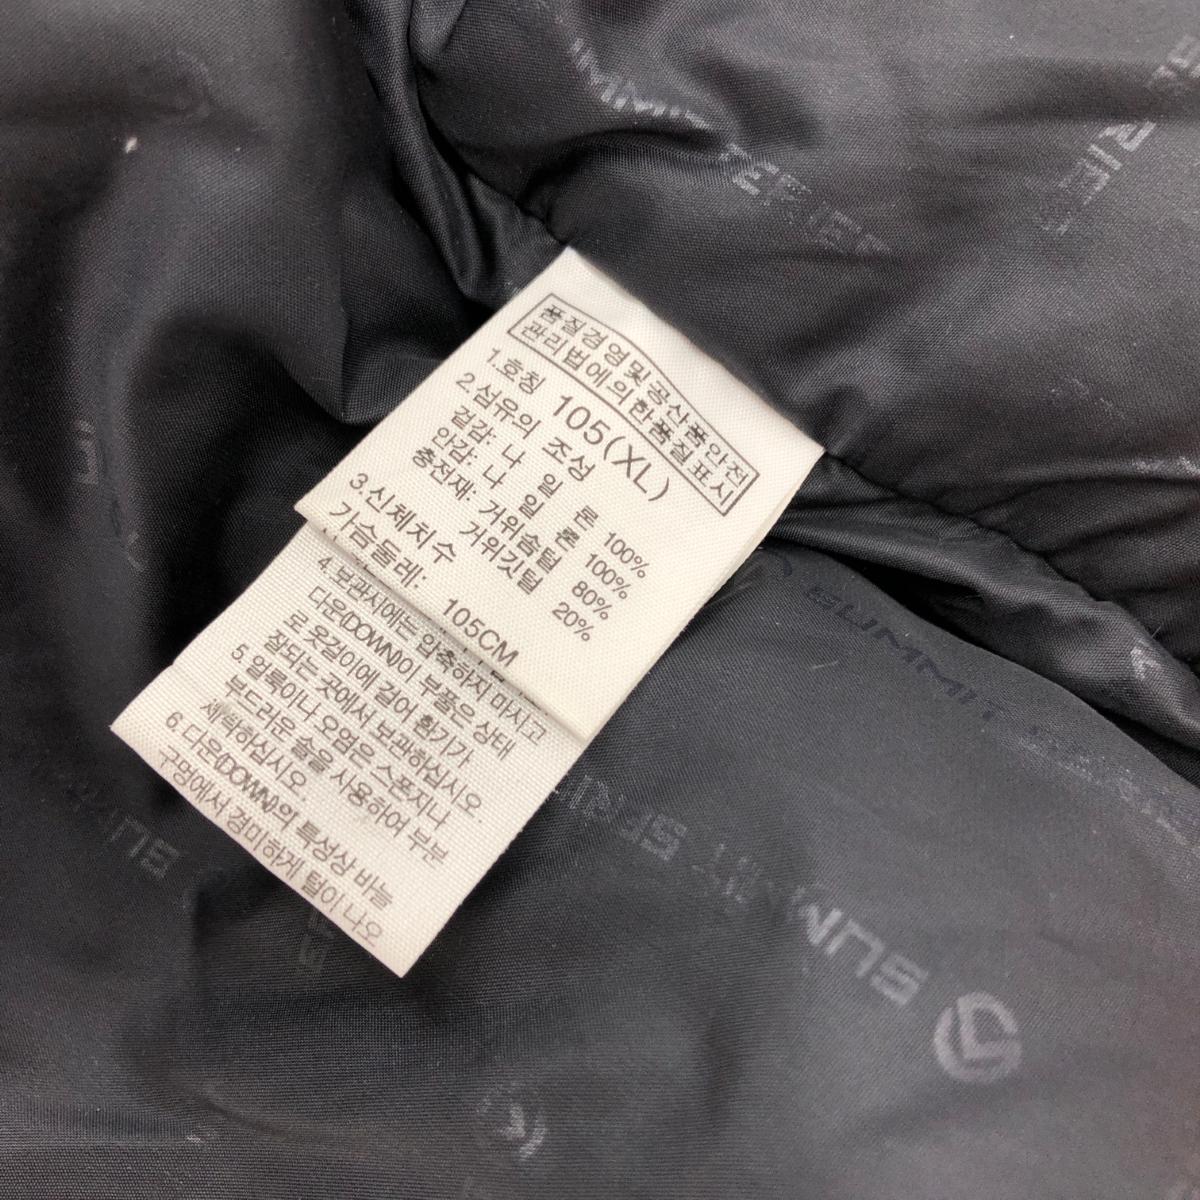 품질경영및공산품안전
관리법에의한품질표시
1.호칭 105(XL)
2.섬유의 조성
겉감: 나 일 론 100%
안감: 나 일 론 100%
충전재: 거위솜털 80%
거위깃털 20%
3.신체치수
가슴둘레: 105CM
4.보관시에는 압축하지 마시고
다운(DOWN)이 부품은 상태
로 옷걸이에 걸어 환기가
잘되는 곳에서 보관하십시오.
5.얼룩이나 오염은 스폰지나
부드러운 솔을 사용하여 부분
세탁하십시오.
6.다운(DOWN)의 특성상 바늘
구멍에서 경미하게 털이 나오
SUMMIT
SUMMIT SERIES